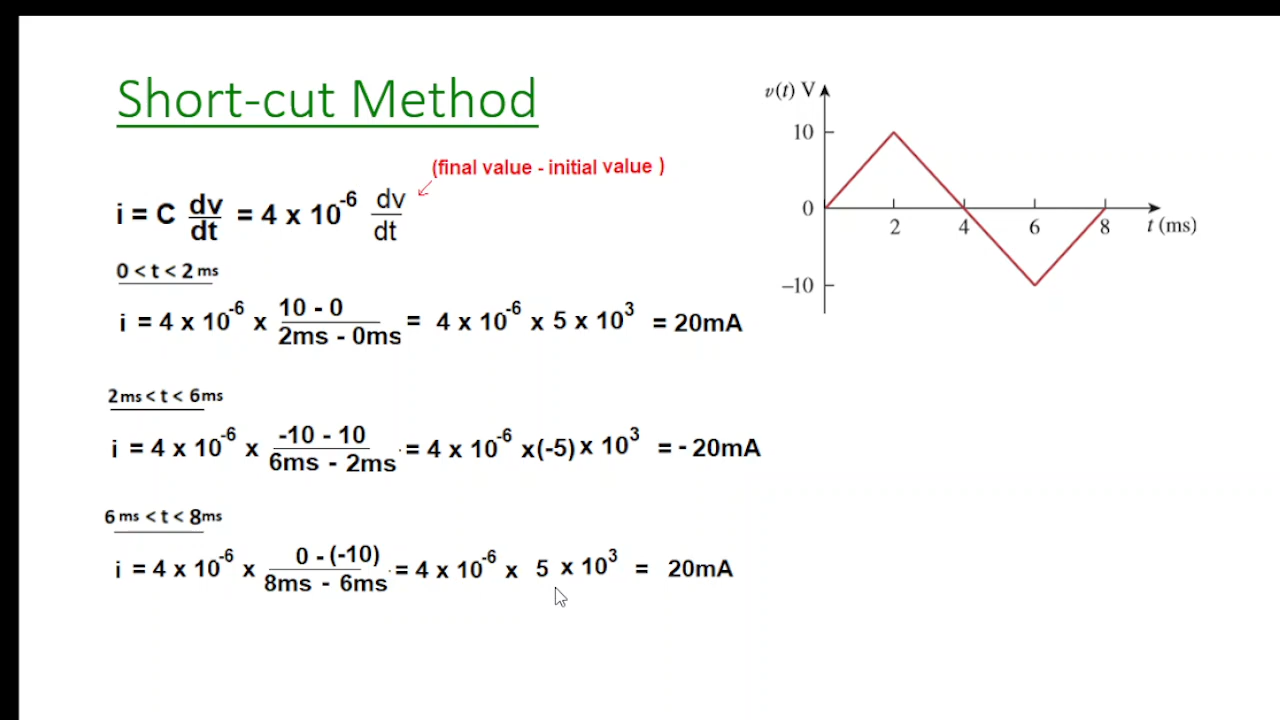 Short-cut Method
(final value - initial value )
i = C dv/dt = 4 x 10^-6 dv/dt
0 < t < 2 ms
i = 4 x 10^-6 x 10 - 0 / 2ms - 0ms = 4 x 10^-6 x 5 x 10^3 = 20mA
2ms < t < 6ms
i = 4 x 10^-6 x -10 - 10 / 6ms - 2ms = 4 x 10^-6 x(-5) x 10^3 = - 20mA
6 ms < t < 8ms
i = 4 x 10^-6 x 0 - (-10) / 8ms - 6ms = 4 x 10^-6 x 5 x 10^3 = 20mA
v(t) V
10
0
2 4 6 8 t (ms)
–10